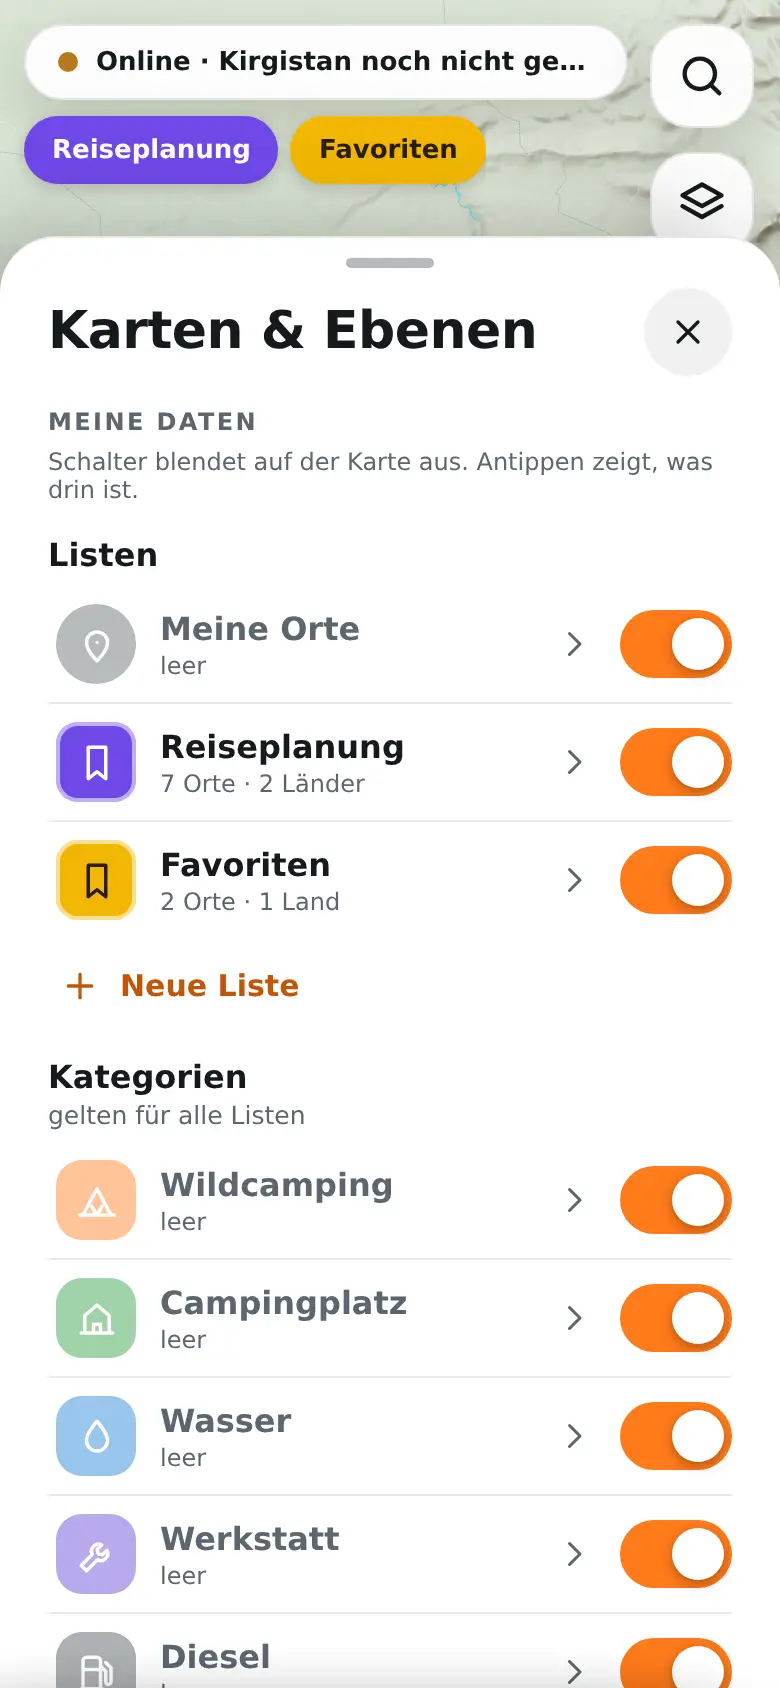 Online · Kirgistan noch nicht ge…
Reiseplanung
Favoriten
Karten & Ebenen
MEINE DATEN
Schalter blendet auf der Karte aus. Antippen zeigt, was
drin ist.
Listen
Meine Orte
leer
Reiseplanung
7 Orte · 2 Länder
Favoriten
2 Orte · 1 Land
Neue Liste
Kategorien
gelten für alle Listen
Wildcamping
leer
Campingplatz
leer
Wasser
leer
Werkstatt
leer
Diesel